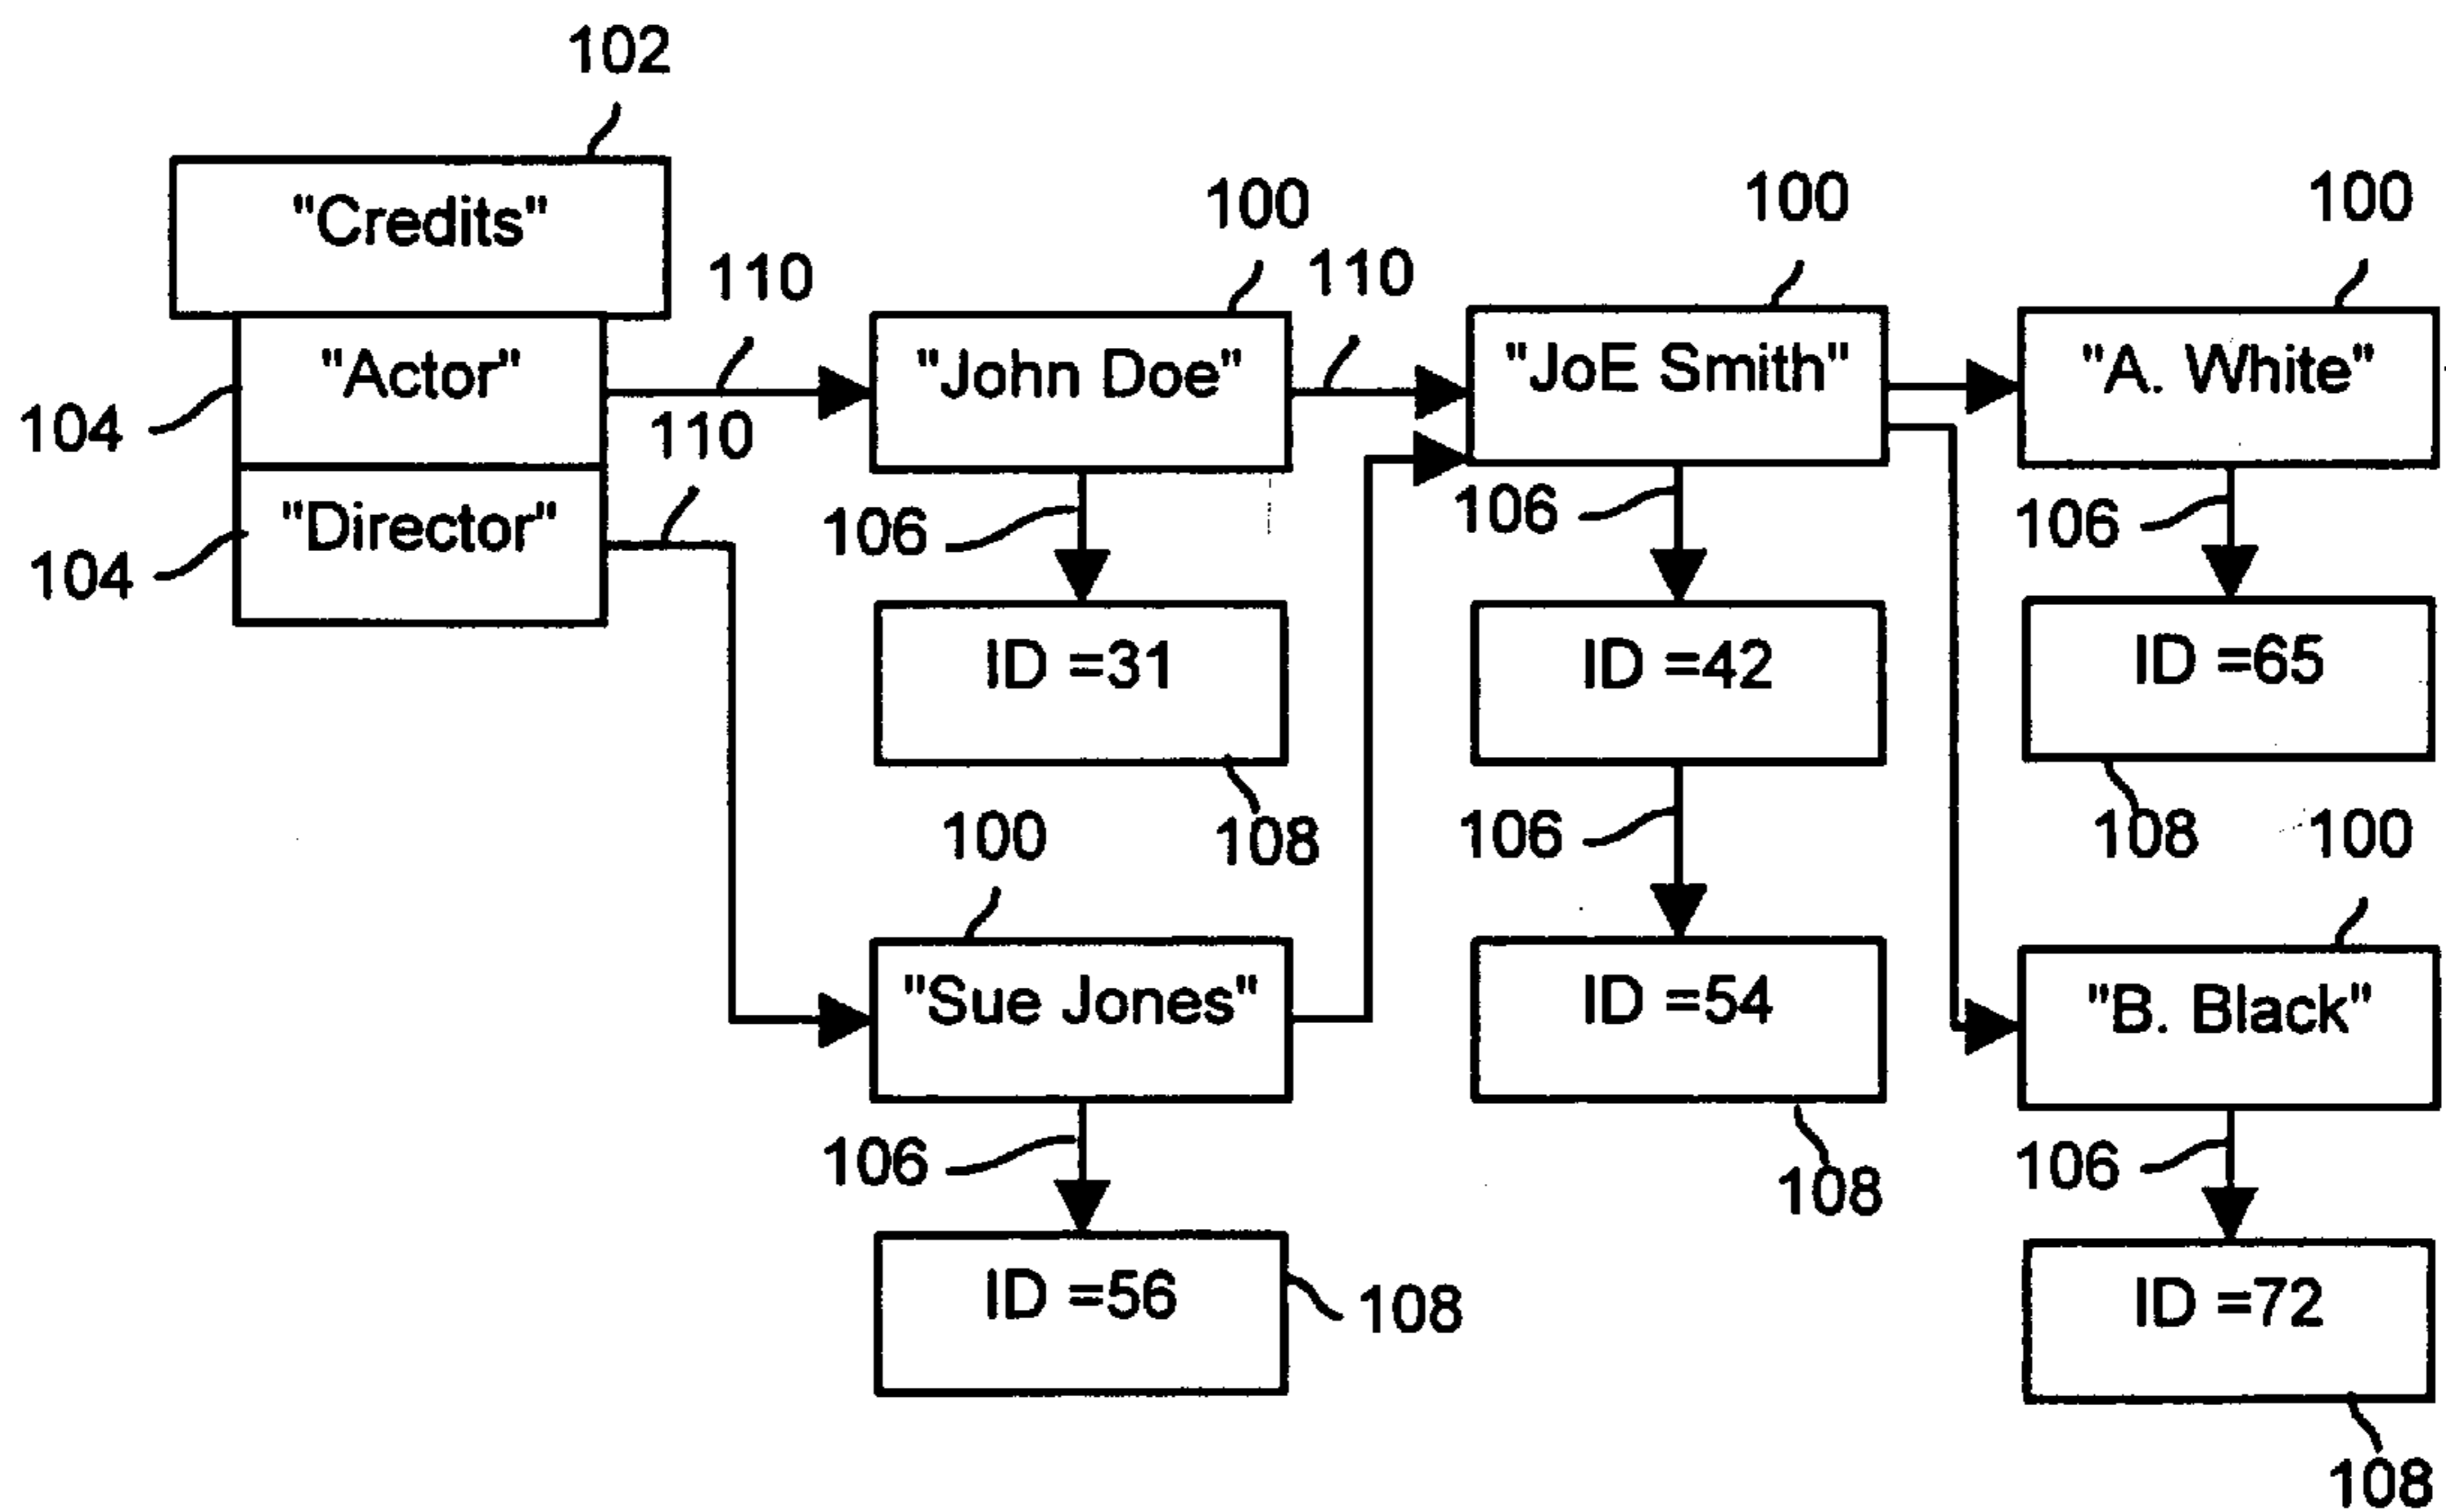 102
"Credits"
100
100
100
110
110
"Actor"
"John Doe"
"JoE Smith"
"A. White"
104
110
106
106
106
"Director"
104
ID =31
ID =42
ID =65
100
108
106
108
100
"Sue Jones"
ID =54
"B. Black"
106
108
106
ID =56
108
ID =72
108